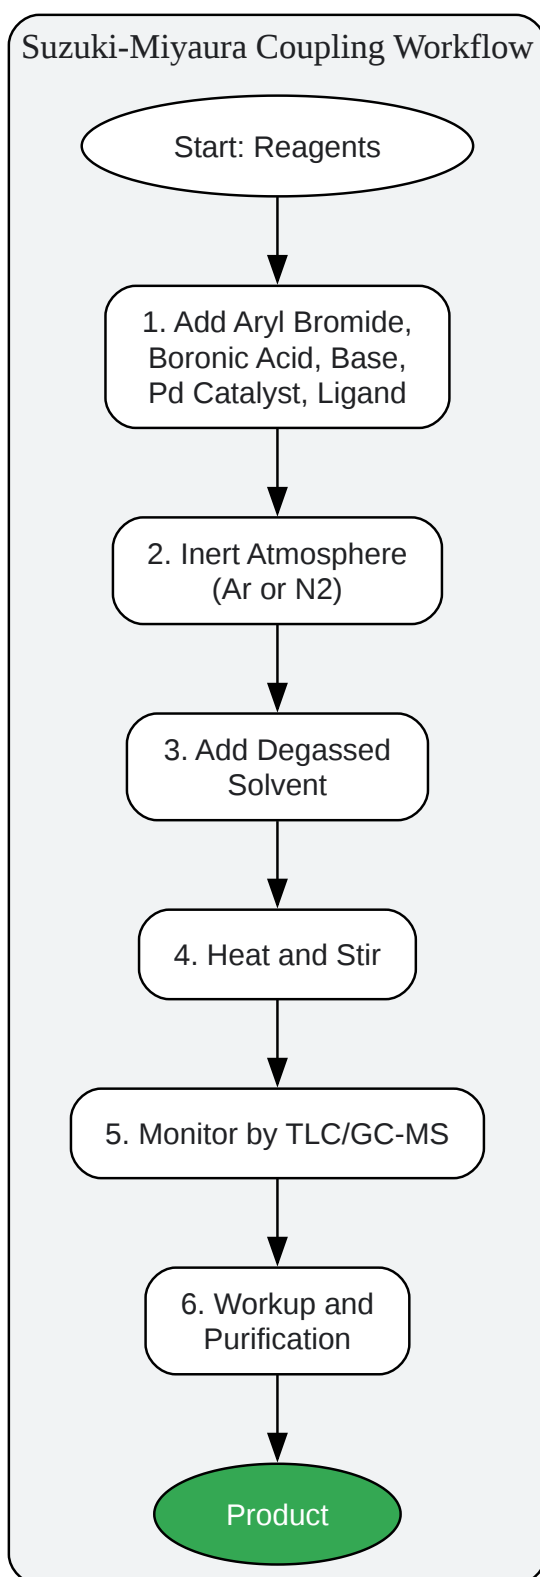 Suzuki-Miyaura Coupling Workflow
Start: Reagents
1. Add Aryl Bromide,
Boronic Acid, Base,
Pd Catalyst, Ligand
2. Inert Atmosphere
(Ar or N2)
3. Add Degassed
Solvent
4. Heat and Stir
5. Monitor by TLC/GC-MS
6. Workup and
Purification
Product